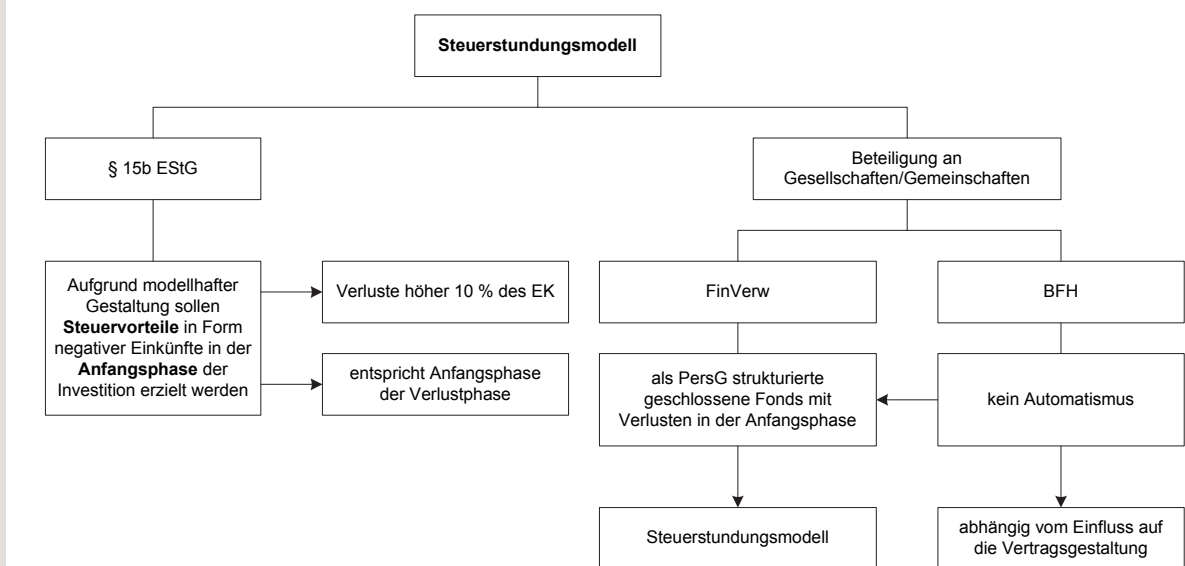 Steuerstundungsmodell
§ 15b EStG
Beteiligung an
Gesellschaften/Gemeinschaften
Aufgrund modellhafter
Gestaltung sollen
Steuervorteile in Form
negativer Einkünfte in der
Anfangsphase der
Investition erzielt werden
Verluste höher 10 % des EK
entspricht Anfangsphase
der Verlustphase
FinVerw
BFH
als PersG strukturierte
geschlossene Fonds mit
Verlusten in der Anfangsphase
kein Automatismus
Steuerstundungsmodell
abhängig vom Einfluss auf
die Vertragsgestaltung